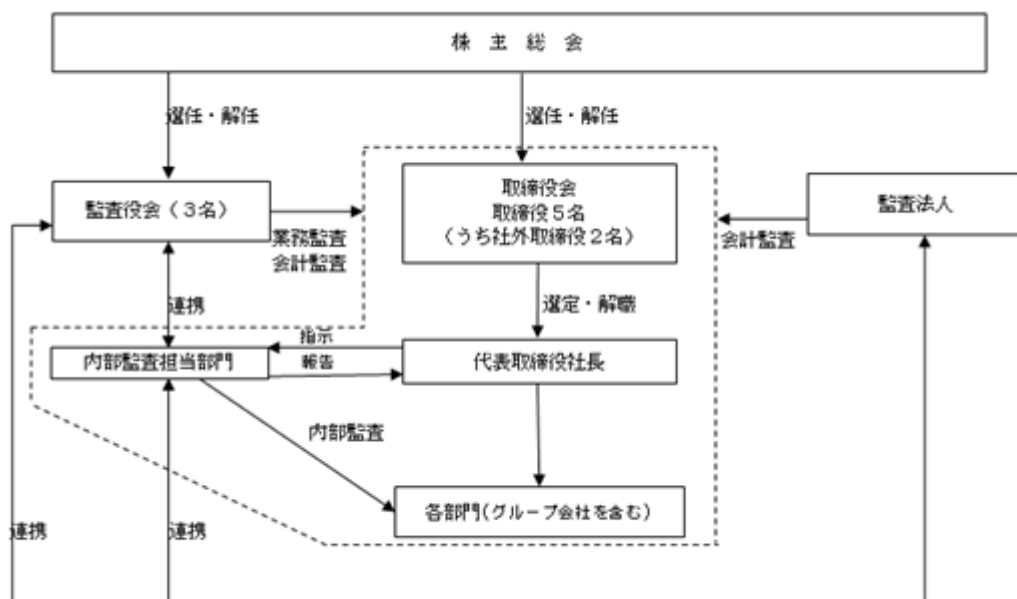 株 主 総 会
選任・解任
選任・解任
監査役会（３名）
取締役会
取締役５名
（うち社外取締役２名）
監査法人
業務監査
会計監査
会計監査
連携
選定・解職
指示
報告
内部監査担当部門
代表取締役社長
内部監査
各部門（グループ会社を含む）
連携
連携